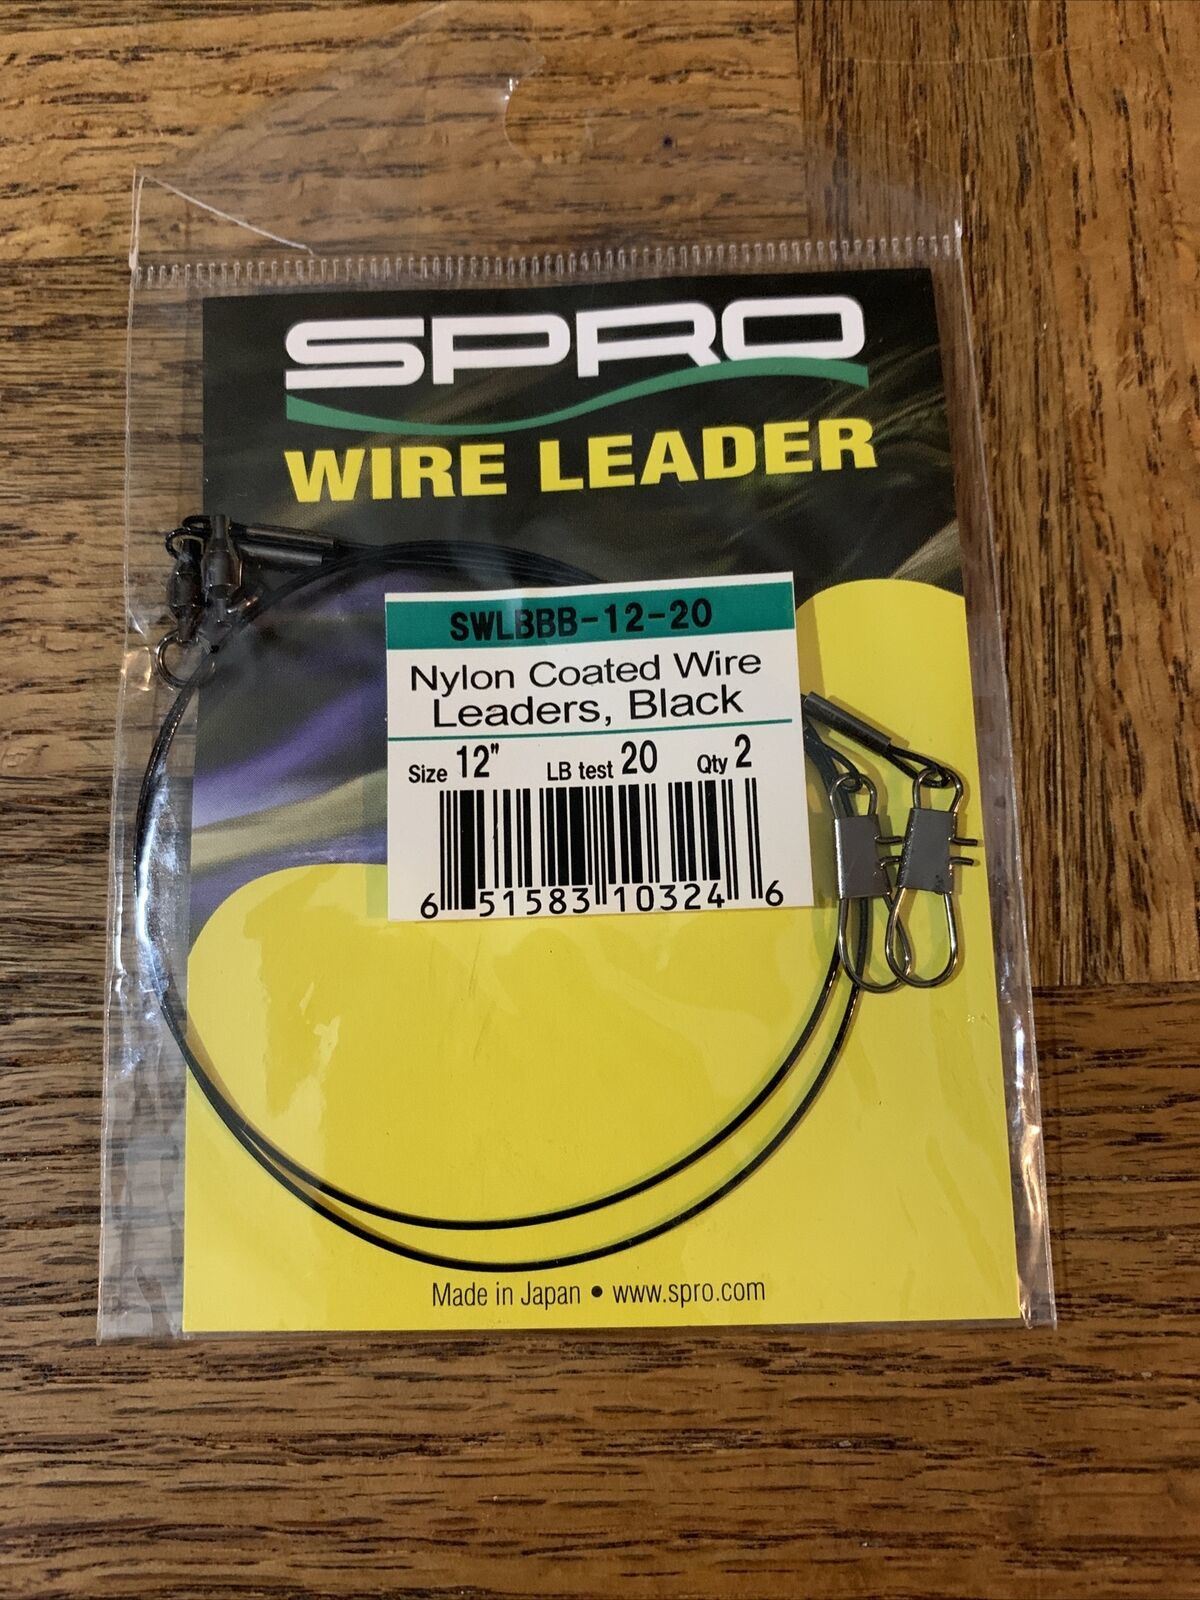 SPRO
WIRE LEADER
SWLBBB-12-20
Nylon Coated Wire
Leaders, Black
Size 12" LB test 20 Qty 2
6 51583 10324 6
Made in Japan • www.spro.com